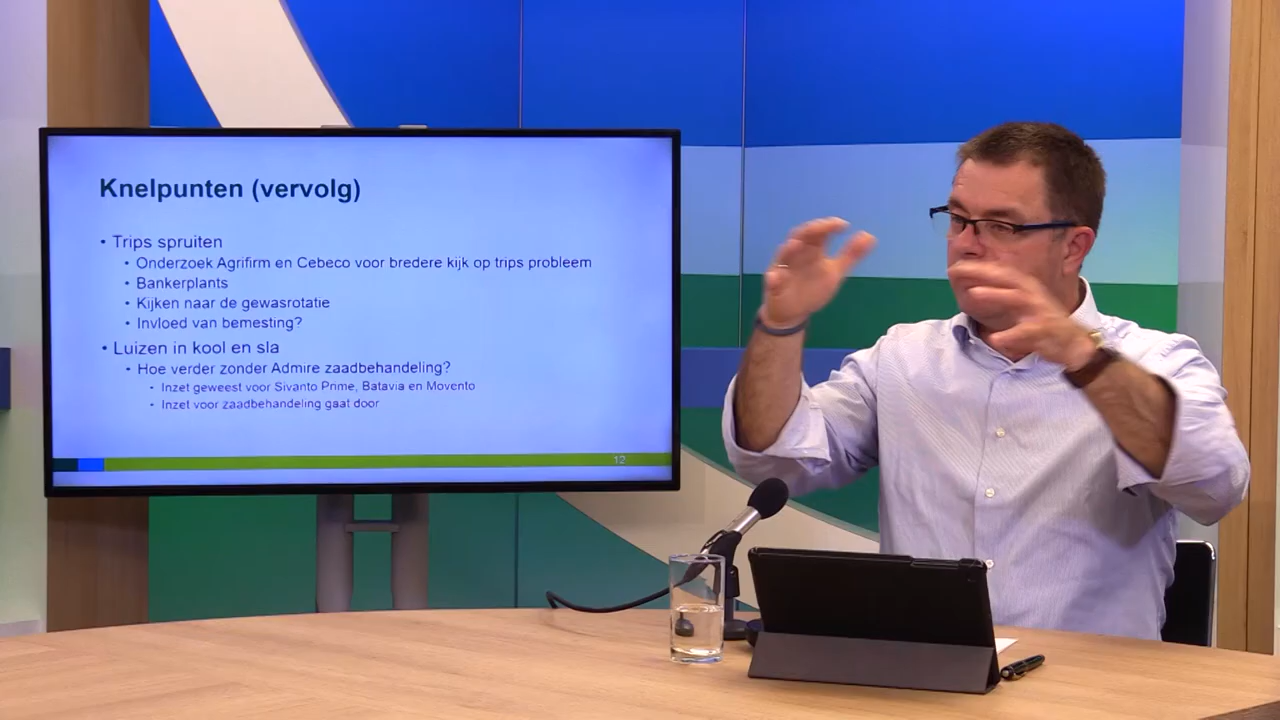 Knelpunten (vervolg)
• Trips spruiten
• Onderzoek Agrifirm en Cebeco voor bredere kijk op trips probleem
• Bankerplants
• Kijken naar de gewasrotatie
• Invloed van bemesting?
• Luizen in kool en sla
• Hoe verder zonder Admire zaadbehandeling?
• Inzet geweest voor Sivanto Prime, Batavia en Movento
• Inzet voor zaadbehandeling gaat door
12